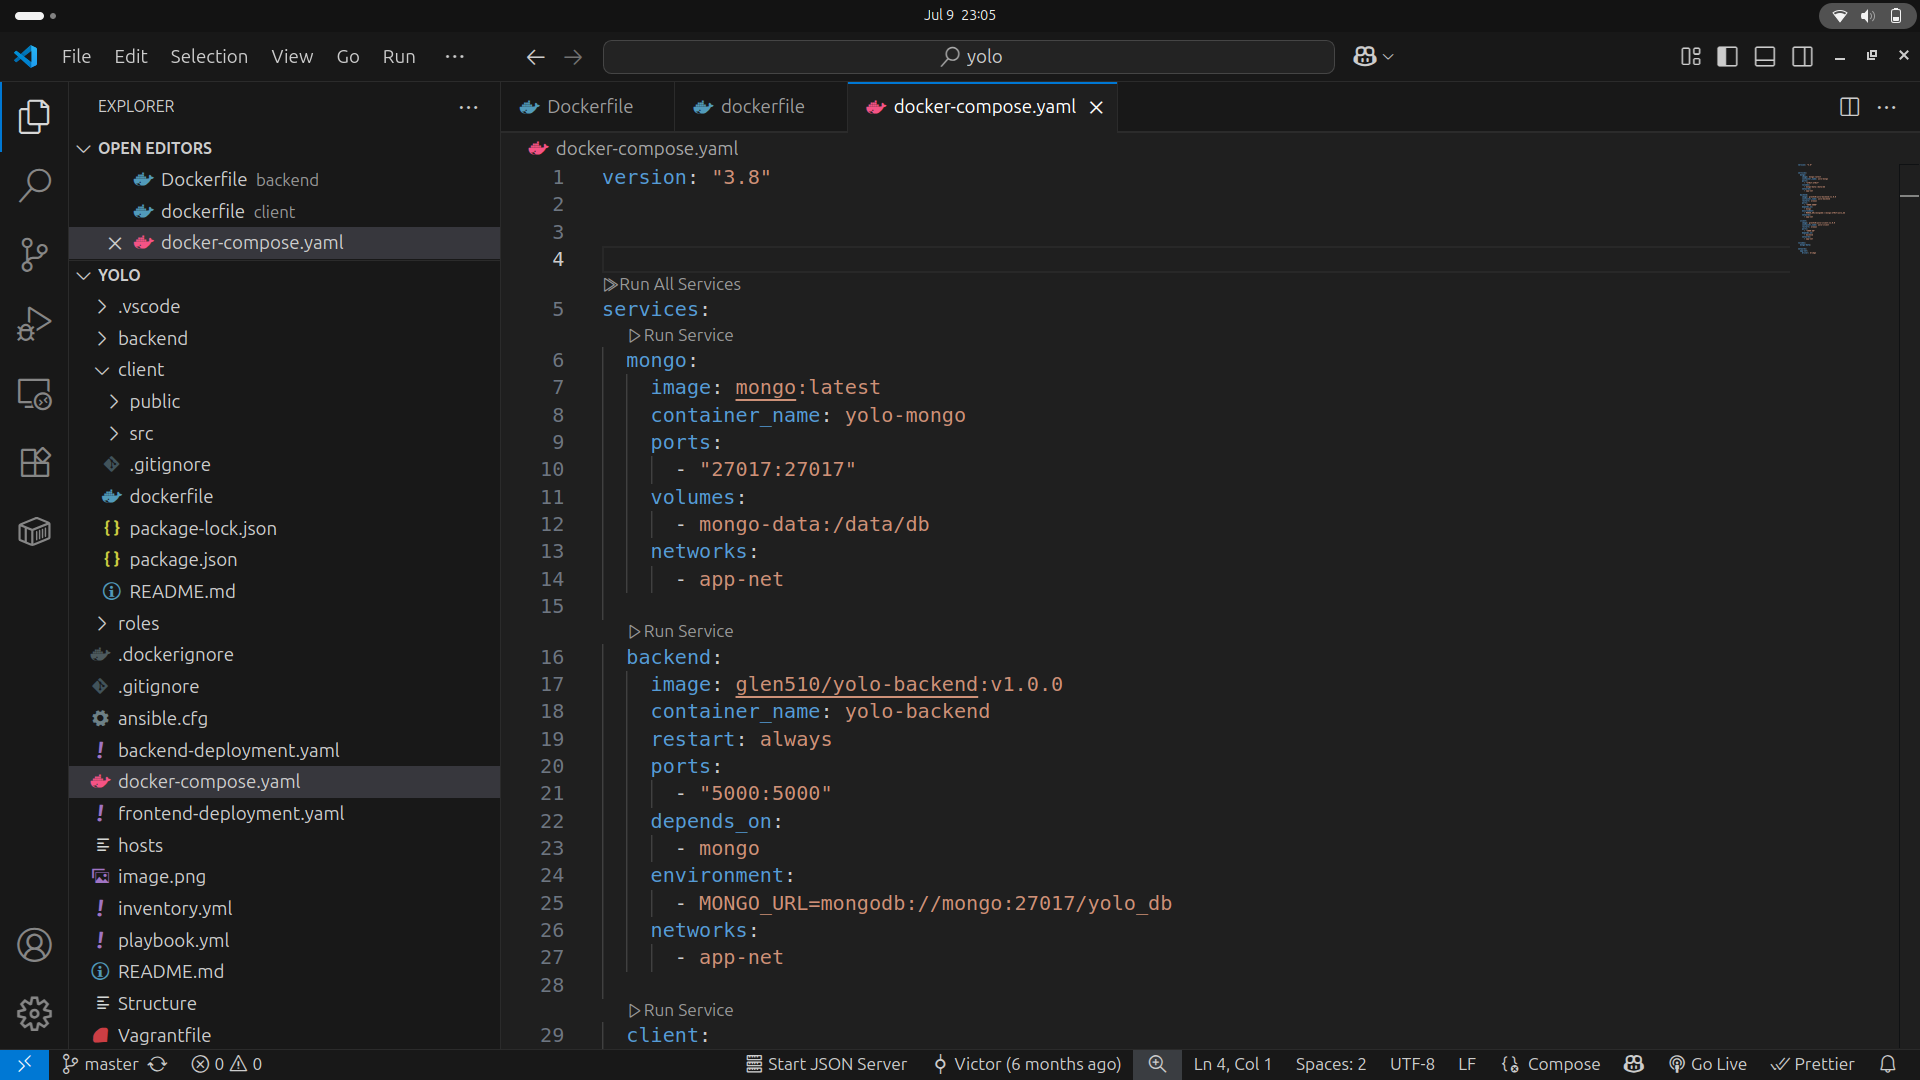 Jul 9 23:05
File Edit Selection View Go Run ···
yolo
EXPLORER
OPEN EDITORS
Dockerfile backend
dockerfile client
docker-compose.yaml
YOLO
.vscode
backend
client
public
src
.gitignore
dockerfile
package-lock.json
package.json
README.md
roles
.dockerignore
.gitignore
ansible.cfg
backend-deployment.yaml
docker-compose.yaml
frontend-deployment.yaml
hosts
image.png
inventory.yml
playbook.yml
README.md
Structure
Vagrantfile
Dockerfile dockerfile docker-compose.yaml
docker-compose.yaml
1 version: "3.8"
2
3
4
Run All Services
5 services:
Run Service
6 mongo:
7 image: mongo:latest
8 container_name: yolo-mongo
9 ports:
10 - "27017:27017"
11 volumes:
12 - mongo-data:/data/db
13 networks:
14 - app-net
15
Run Service
16 backend:
17 image: glen510/yolo-backend:v1.0.0
18 container_name: yolo-backend
19 restart: always
20 ports:
21 - "5000:5000"
22 depends_on:
23 - mongo
24 environment:
25 - MONGO_URL=mongodb://mongo:27017/yolo_db
26 networks:
27 - app-net
28
Run Service
29 client:
master 0 0 Start JSON Server Victor (6 months ago) Ln 4, Col 1 Spaces: 2 UTF-8 LF Compose Go Live Prettier